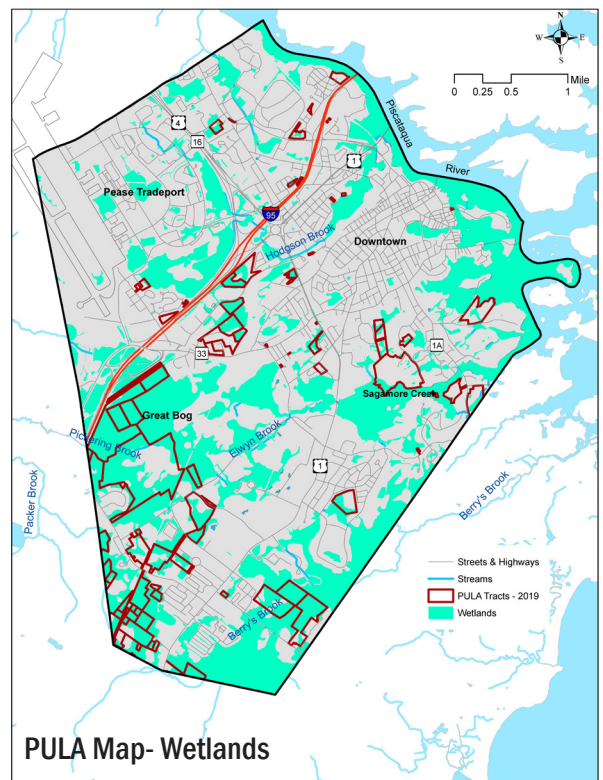 N
W
E
S
0
0.25
0.5
1
Mile
Piscataqua
River
4
16
1
Pease Tradeport
95
Hodgson Brook
Downtown
33
1A
Sagamore Creek
Great Bog
Pickering Brook
Elwyn Brook
1
Packer Brook
Berry's Brook
Berry's Brook
Streets & Highways
Streams
PULA Tracts - 2019
Wetlands
PULA Map- Wetlands